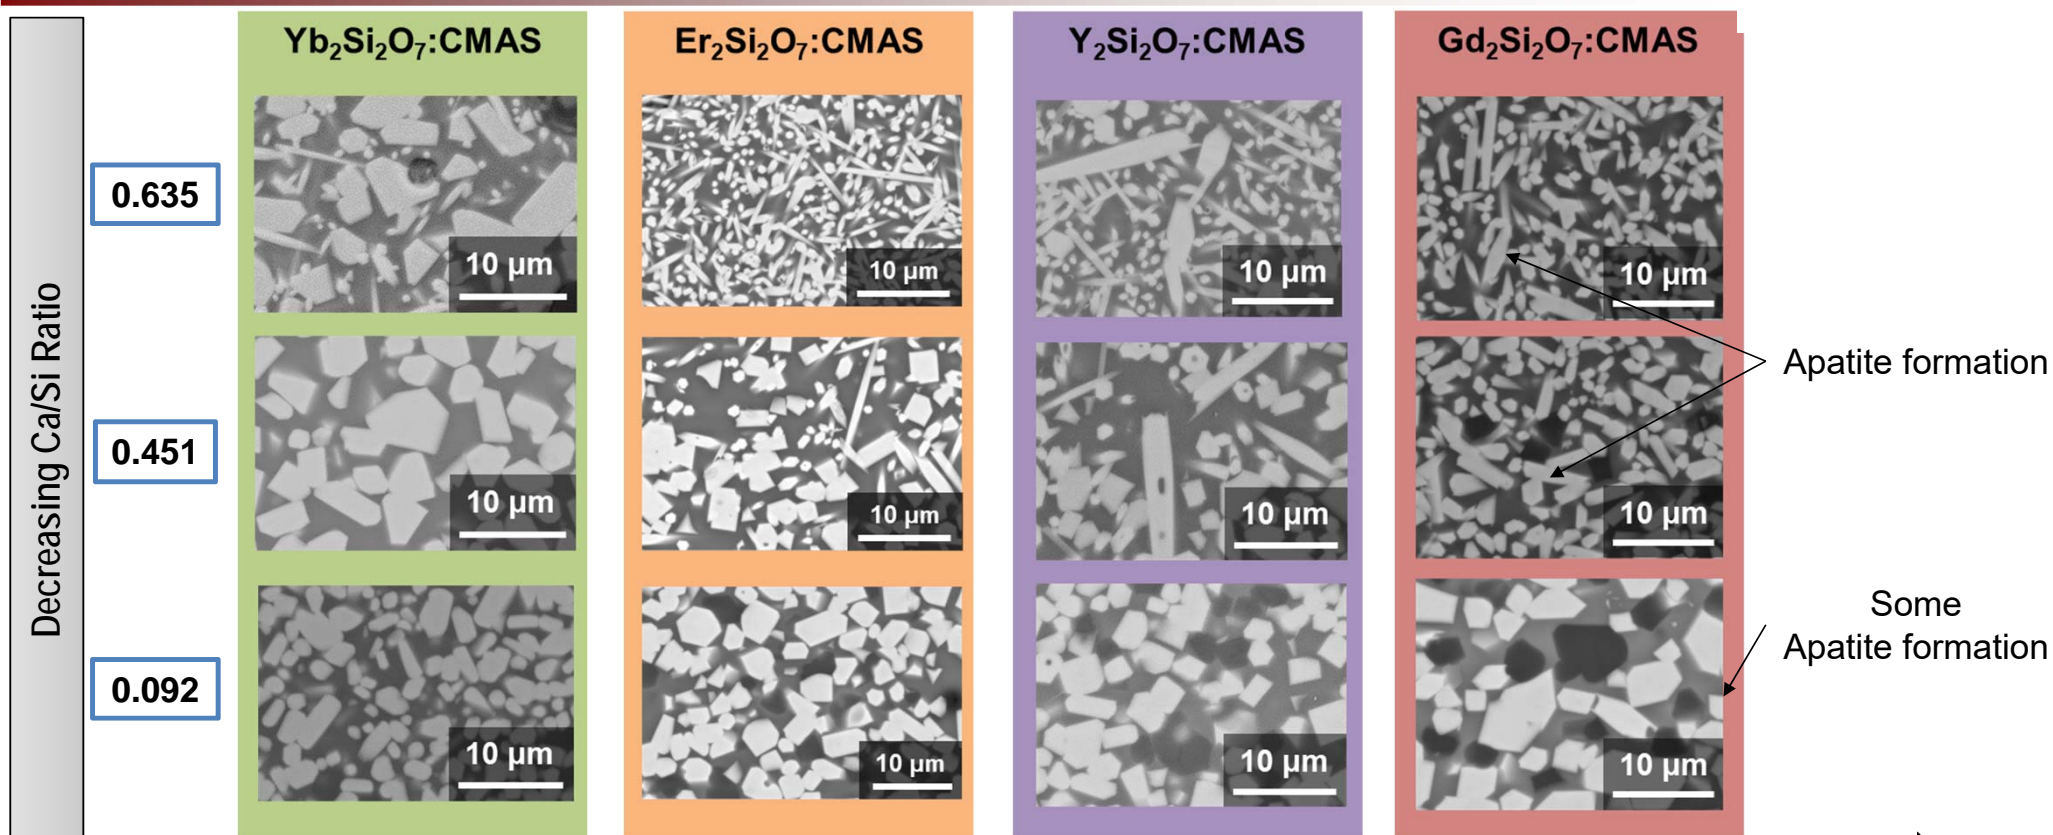 Yb₂Si₂O₇:CMAS
Er₂Si₂O₇:CMAS
Y₂Si₂O₇:CMAS
Gd₂Si₂O₇:CMAS
Decreasing Ca/Si Ratio
0.635
10 µm
10 µm
10 µm
10 µm
Apatite formation
0.451
10 µm
10 µm
10 µm
10 µm
Some
Apatite formation
0.092
10 µm
10 µm
10 µm
10 µm